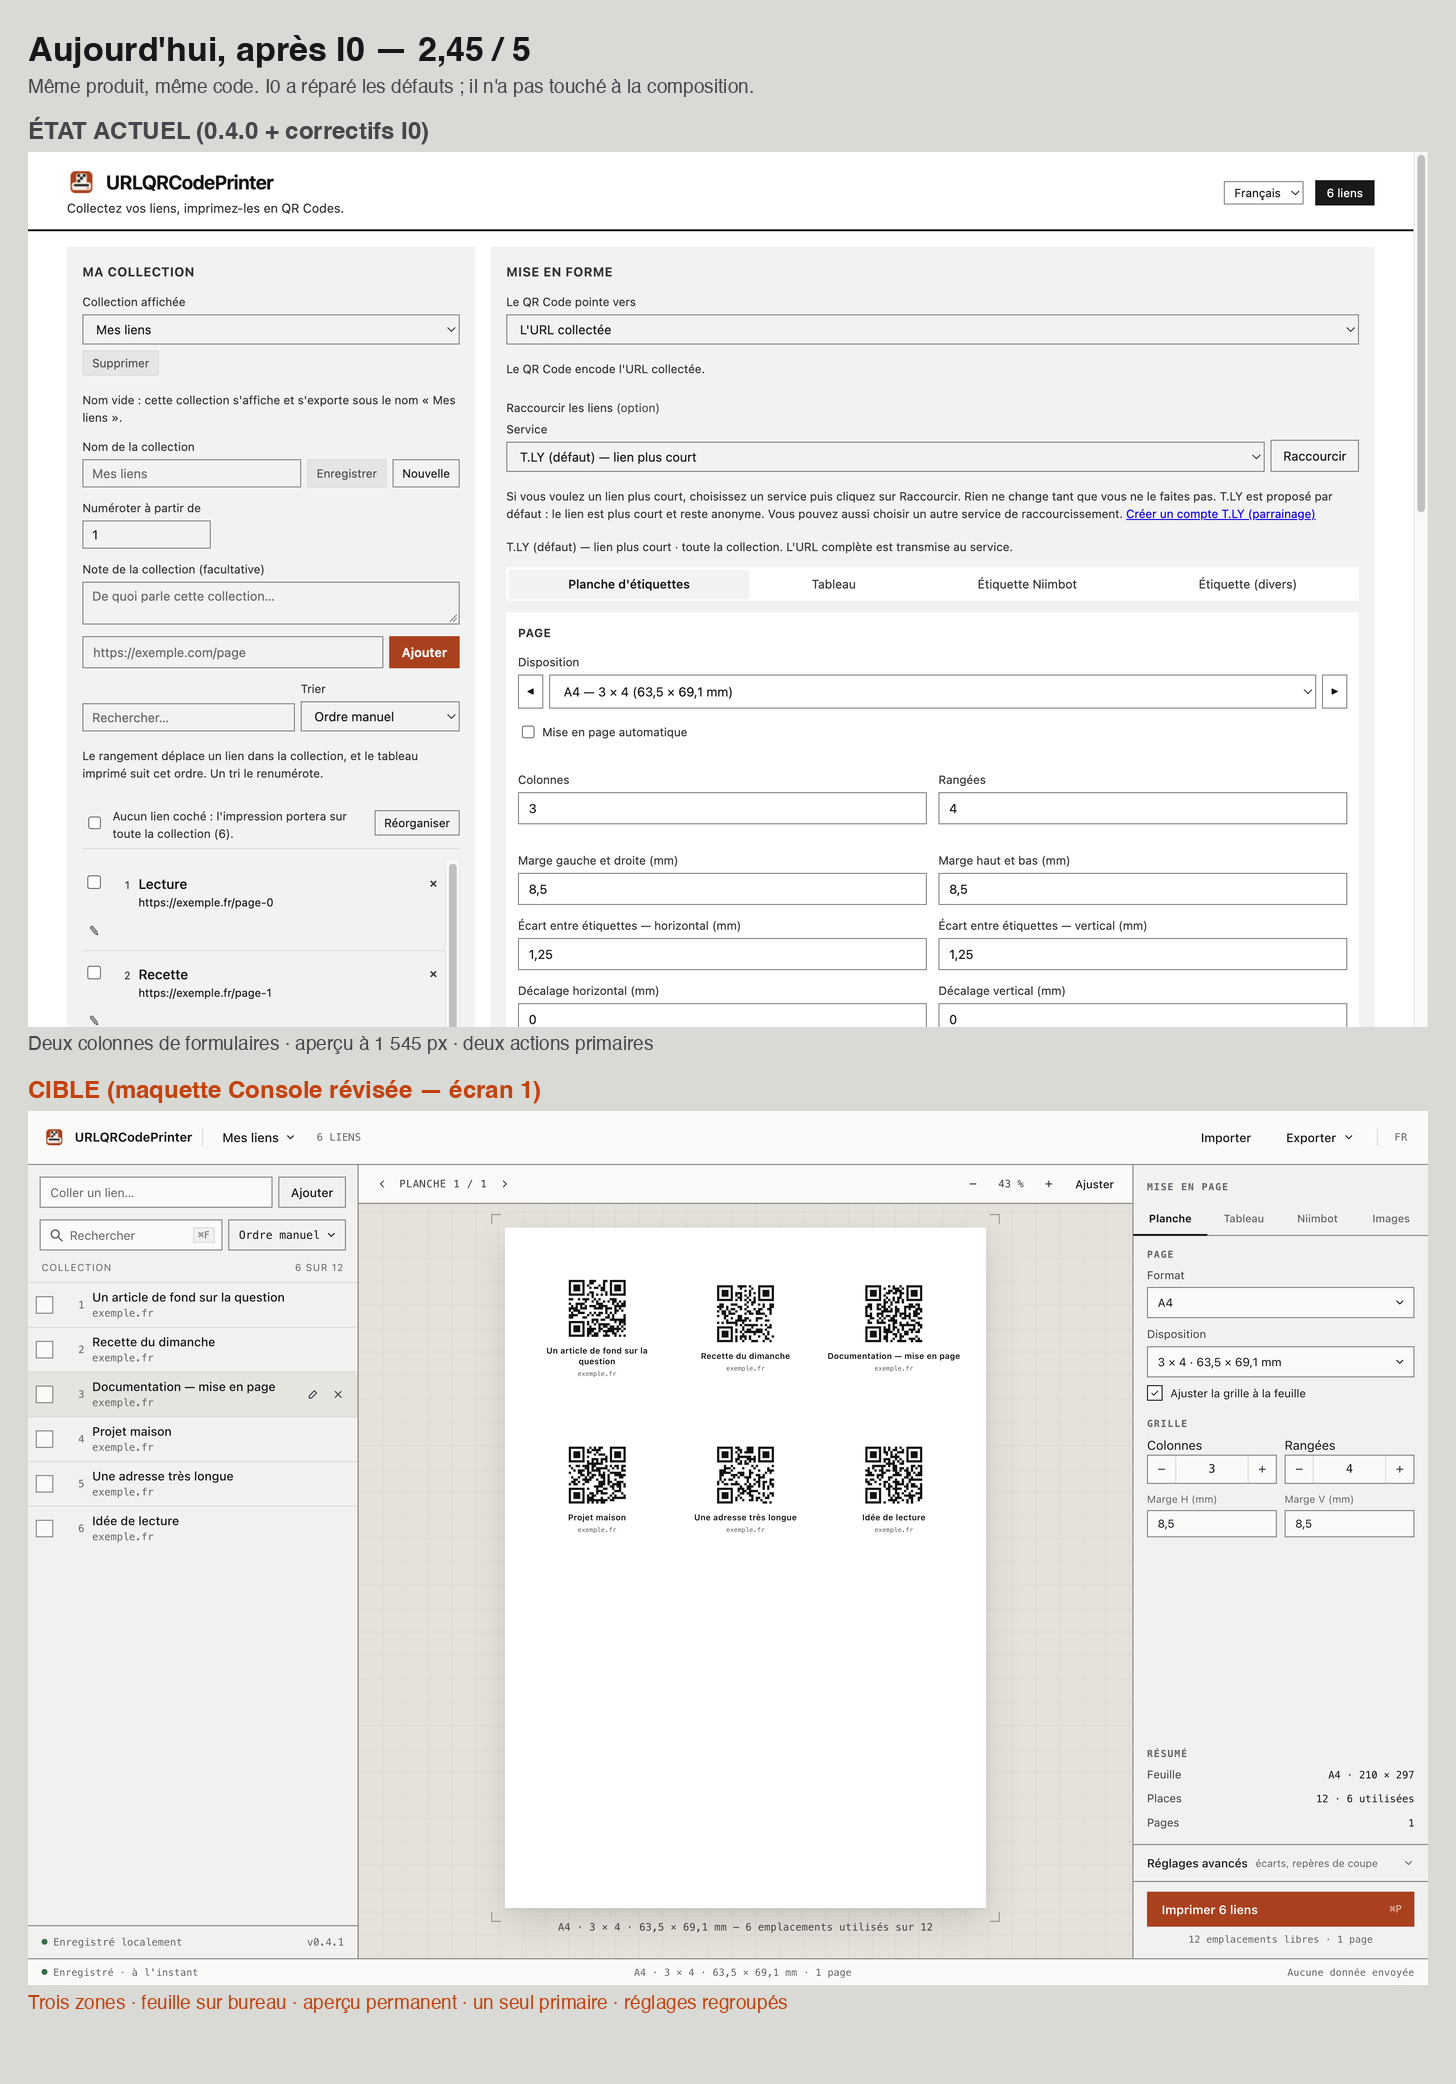 Aujourd'hui, après I0 — 2,45 / 5
Même produit, même code. I0 a réparé les défauts ; il n'a pas touché à la composition.
ÉTAT ACTUEL (0.4.0 + correctifs I0)
URLQRCodePrinter
Collectez vos liens, imprimez-les en QR Codes.
Français
6 liens
MA COLLECTION
Collection affichée
Mes liens
Supprimer
Nom vide : cette collection s'affiche et s'exporte sous le nom « Mes
liens ».
Nom de la collection
Mes liens
Enregistrer
Nouvelle
Numéroter à partir de
1
Note de la collection (facultative)
De quoi parle cette collection...
https://exemple.com/page
Ajouter
Trier
Rechercher...
Ordre manuel
Le rangement déplace un lien dans la collection, et le tableau
imprimé suit cet ordre. Un tri le renumérote.
Aucun lien coché : l'impression portera sur
toute la collection (6).
Réorganiser
1 Lecture ×
https://exemple.fr/page-0
✎
2 Recette ×
https://exemple.fr/page-1
✎
MISE EN FORME
Le QR Code pointe vers
L'URL collectée
Le QR Code encode l'URL collectée.
Raccourcir les liens (option)
Service
T.LY (défaut) — lien plus court
Raccourcir
Si vous voulez un lien plus court, choisissez un service puis cliquez sur Raccourcir. Rien ne change tant que vous ne le faites pas. T.LY est proposé par
défaut : le lien est plus court et reste anonyme. Vous pouvez aussi choisir un autre service de raccourcissement. Créer un compte T.LY (parrainage)
T.LY (défaut) — lien plus court · toute la collection. L'URL complète est transmise au service.
Planche d'étiquettes
Tableau
Étiquette Niimbot
Étiquette (divers)
PAGE
Disposition
A4 — 3 × 4 (63,5 × 69,1 mm)
Mise en page automatique
Colonnes
Rangées
3
4
Marge gauche et droite (mm)
Marge haut et bas (mm)
8,5
8,5
Écart entre étiquettes — horizontal (mm)
Écart entre étiquettes — vertical (mm)
1,25
1,25
Décalage horizontal (mm)
Décalage vertical (mm)
0
0
Deux colonnes de formulaires · aperçu à 1 545 px · deux actions primaires
CIBLE (maquette Console révisée — écran 1)
URLQRCodePrinter
Mes liens
6 LIENS
Importer
Exporter
FR
Coller un lien...
Ajouter
Rechercher
⌘F
Ordre manuel
COLLECTION
6 SUR 12
1 Un article de fond sur la question
exemple.fr
2 Recette du dimanche
exemple.fr
3 Documentation — mise en page
exemple.fr
4 Projet maison
exemple.fr
5 Une adresse très longue
exemple.fr
6 Idée de lecture
exemple.fr
Enregistré localement
v0.4.1
PLANCHE 1 / 1
− 43 % +
Ajuster
Un article de fond sur la
question
exemple.fr
Recette du dimanche
exemple.fr
Documentation — mise en page
exemple.fr
Projet maison
exemple.fr
Une adresse très longue
exemple.fr
Idée de lecture
exemple.fr
A4 · 3 × 4 · 63,5 × 69,1 mm — 6 emplacements utilisés sur 12
MISE EN PAGE
Planche
Tableau
Niimbot
Images
PAGE
Format
A4
Disposition
3 × 4 · 63,5 × 69,1 mm
Ajuster la grille à la feuille
GRILLE
Colonnes
Rangées
− 3 +
− 4 +
Marge H (mm)
Marge V (mm)
8,5
8,5
RÉSUMÉ
Feuille A4 · 210 × 297
Places 12 · 6 utilisées
Pages 1
Réglages avancés écarts, repères de coupe
Imprimer 6 liens ⌘P
12 emplacements libres · 1 page
Enregistré · à l'instant
A4 · 3 × 4 · 63,5 × 69,1 mm · 1 page
Aucune donnée envoyée
Trois zones · feuille sur bureau · aperçu permanent · un seul primaire · réglages regroupés